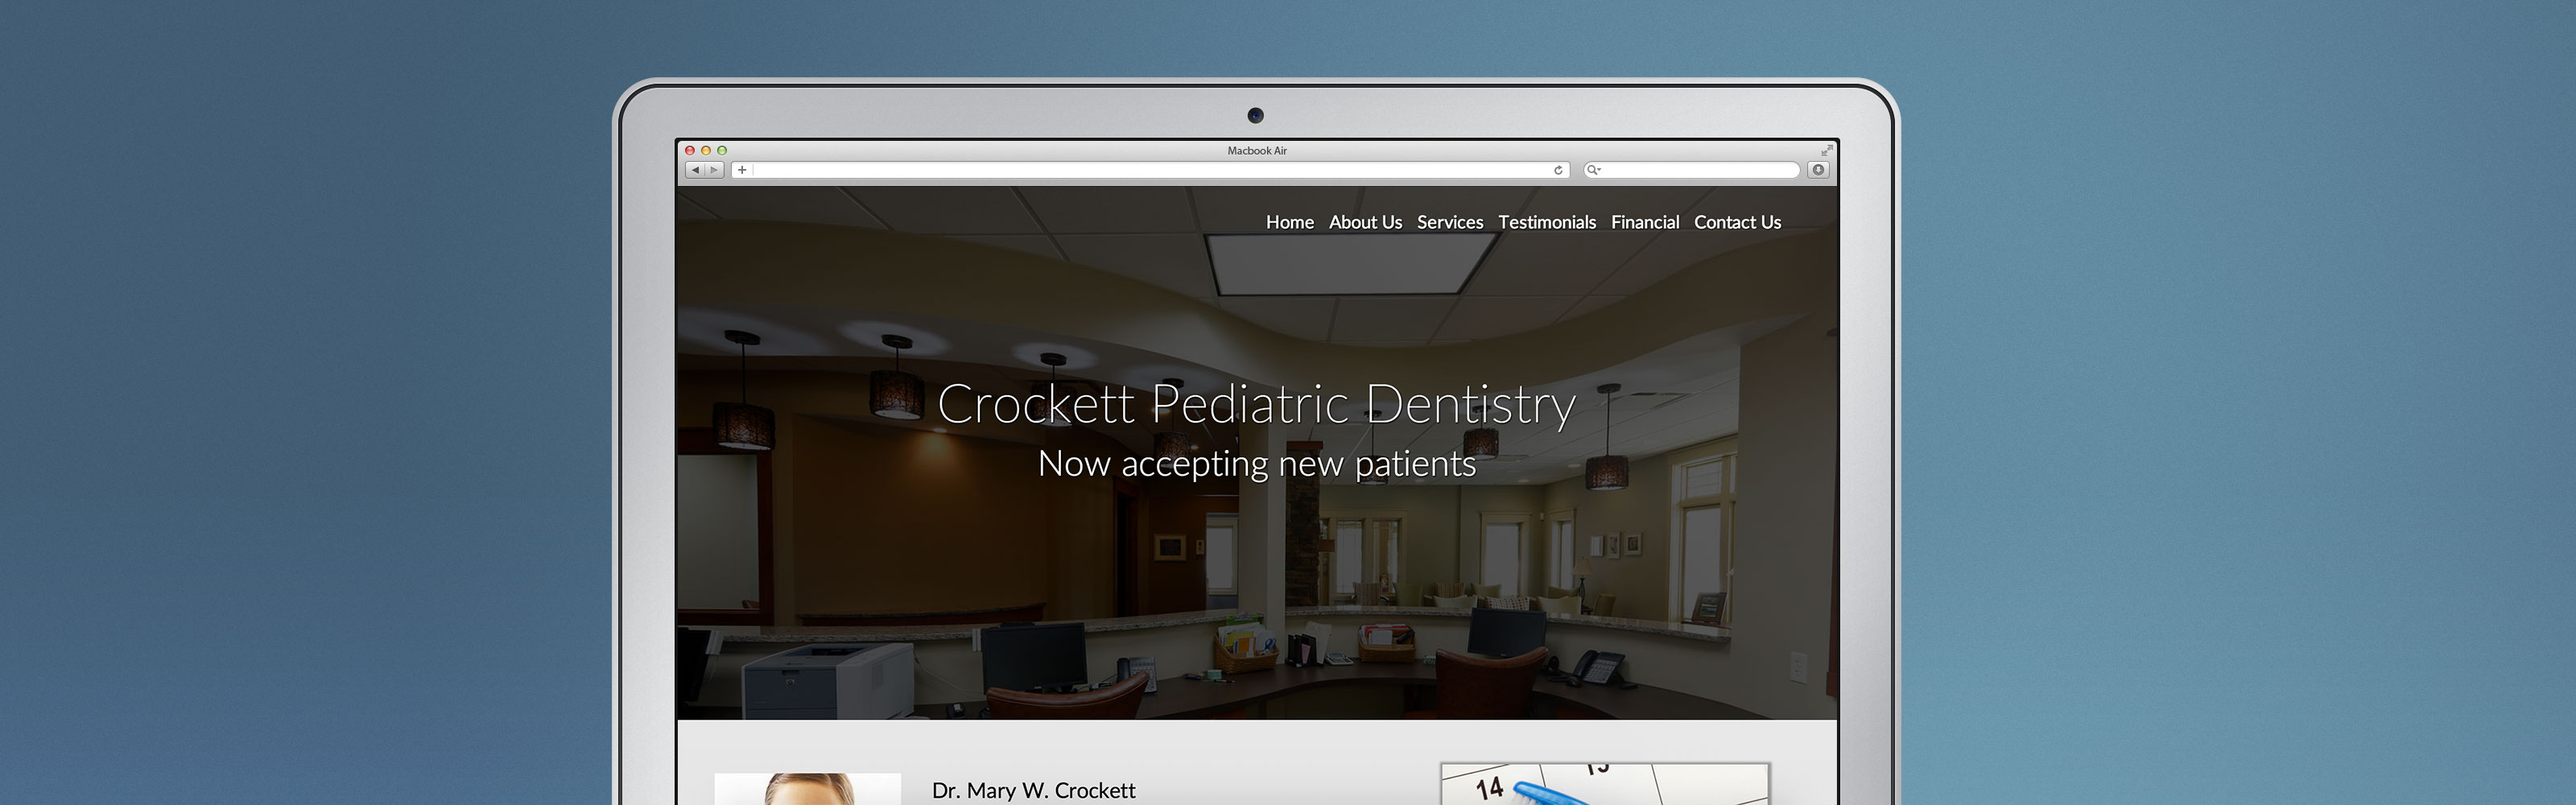 Macbook Air
Home About Us Services Testimonials Financial Contact Us
Crockett Pediatric Dentistry
Now accepting new patients
Dr. Mary W. Crockett
14